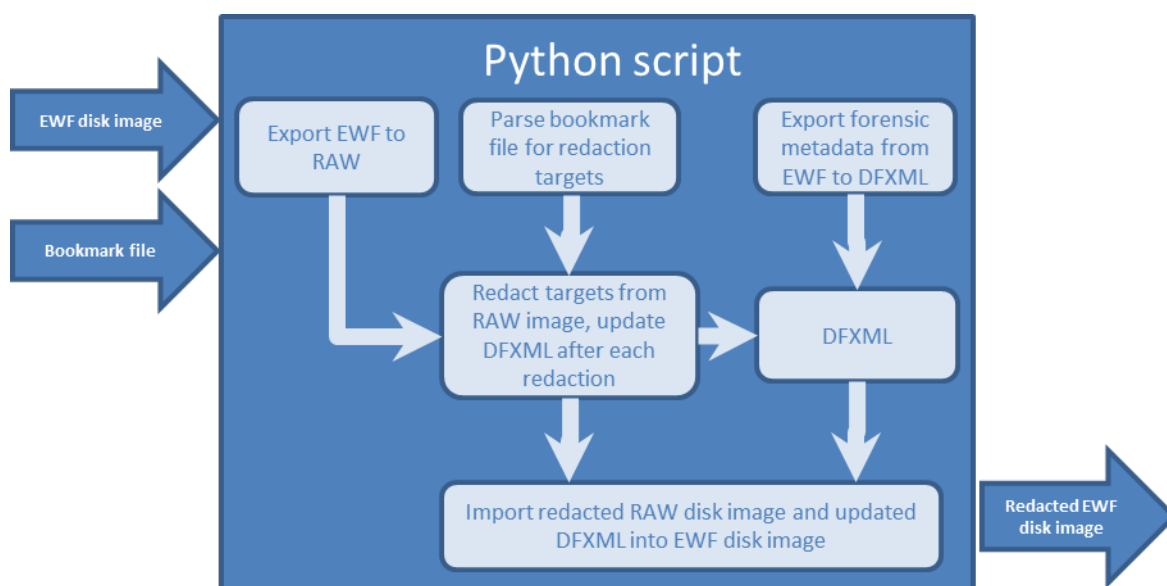 Python script
EWF disk image
Export EWF to
RAW
Parse bookmark
file for redaction
targets
Export forensic
metadata from
EWF to DFXML
Bookmark file
Redact targets from
RAW image, update
DFXML after each
redaction
DFXML
Import redacted RAW disk image and updated
DFXML into EWF disk image
Redacted EWF
disk image